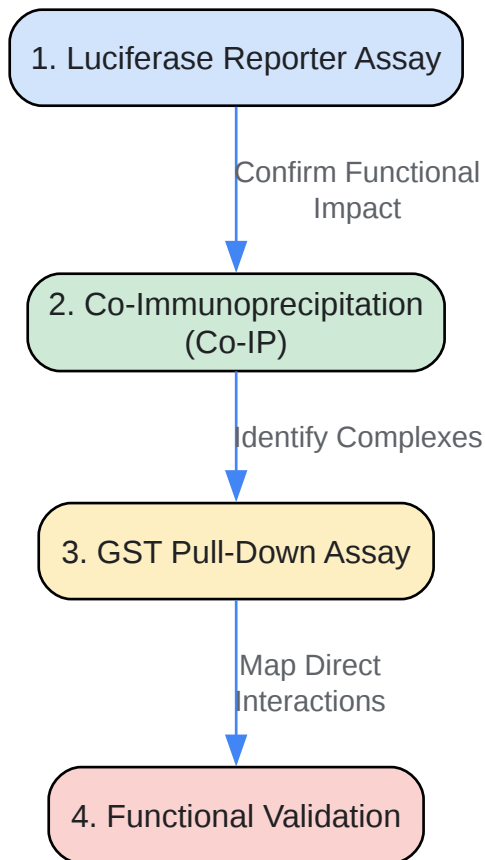 1. Luciferase Reporter Assay
Confirm Functional
Impact
2. Co-Immunoprecipitation
(Co-IP)
Identify Complexes
3. GST Pull-Down Assay
Map Direct
Interactions
4. Functional Validation